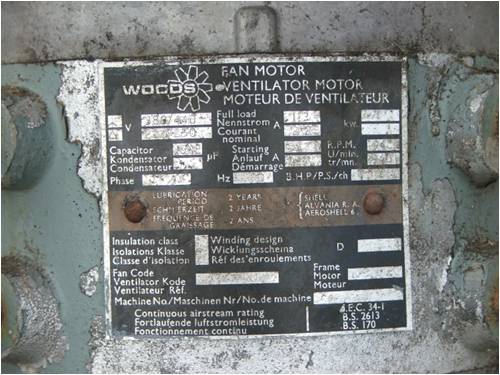 FAN MOTOR
WOODS VENTILATOR MOTOR
MOTEUR DE VENTILATEUR
V 380/440
Full load
Nennstrom A
Courant
nominal
kw.
Capacitor
Kondensator µF
Condensateur
Starting
Anlauf A
Démarrage
R.P.M.
U/min.
tr/mn.
Phase Hz B.H.P/P.S./ch
LUBRICATION
PERIOD 2 YEARS
SCHMIERZEIT 2 JAHRE
FREQUENCE DE
GRAISSAGE 2 ANS
SHELL
ALVANIA R.A.
AEROSHELL 6
Insulation class
Isolations Klasse
Classe d'isolation
Winding design
Wicklungsschema
Réf des enroulements
D
Fan Code
Ventilator Kode
Ventilateur Réf.
Frame
Motor
Moteur
Machine No./Maschinen Nr/No. de machine
Continuous airstream rating
Fortlaufende luftstromleistung
Fonctionnement continu
I.E.C. 34-1
B.S. 2613
B.S. 170